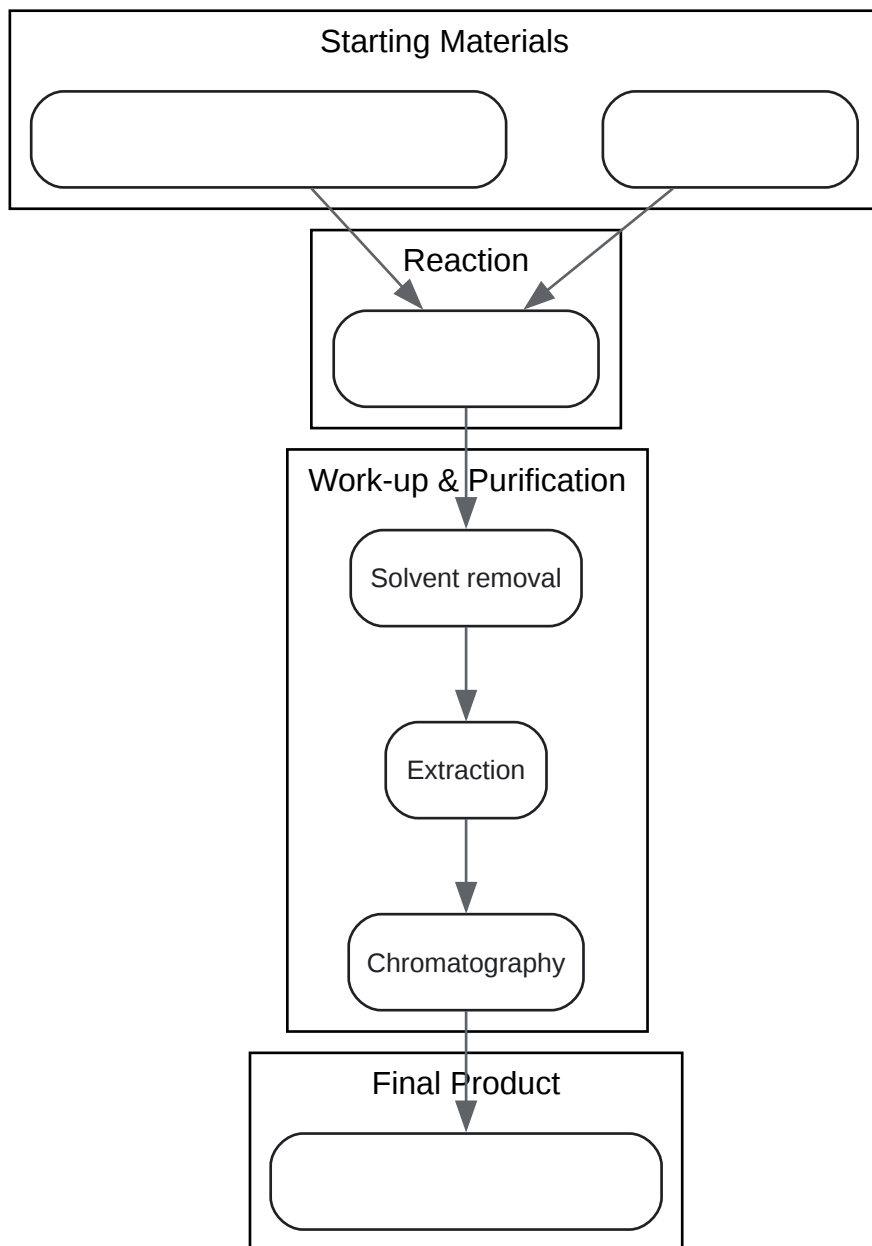 Starting Materials
Reaction
Work-up & Purification
Solvent removal
Extraction
Chromatography
Final Product